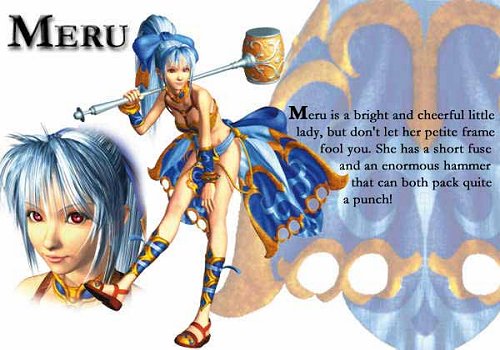 MERU
Meru is a bright and cheerful little
lady, but don't let her petite frame
fool you. She has a short fuse
and an enormous hammer
that can both pack quite
a punch!